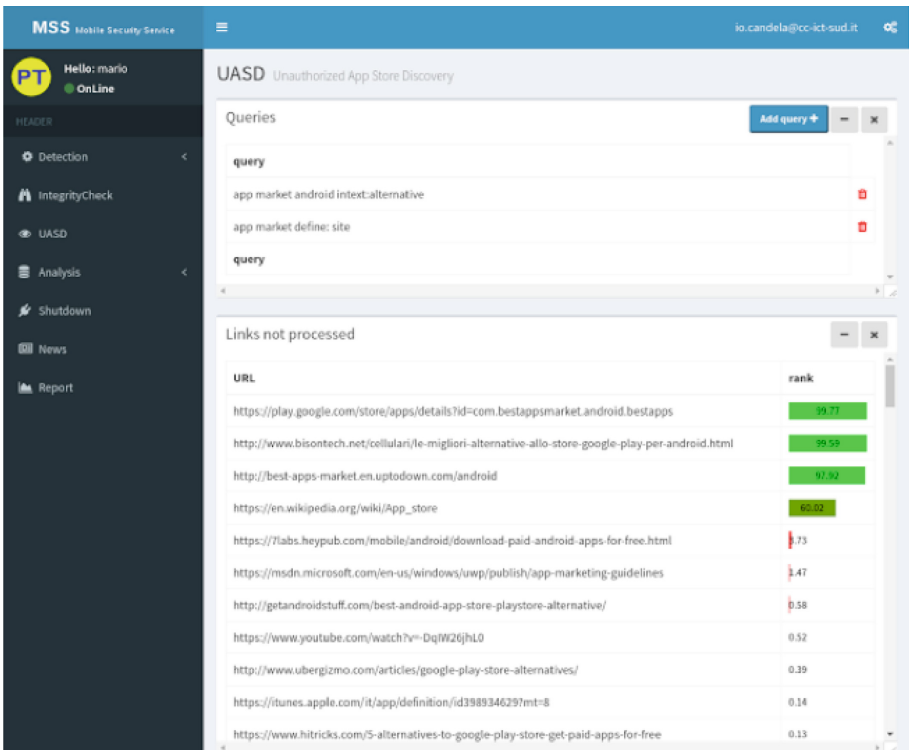 MSS Mobile Security Service
io.candela@cc-ict-sud.it
PT
Hello: mario
OnLine
HEADER
Detection
IntegrityCheck
UASD
Analysis
Shutdown
News
Report
UASD Unauthorized App Store Discovery
Queries
Add query +
query
app market android intext:alternative
app market define: site
query
Links not processed
URL rank
https://play.google.com/store/apps/details?id=com.bestappsmarket.android.bestapps 99.77
http://www.bisontech.net/cellulari/le-migliori-alternative-allo-store-google-play-per-android.html 99.59
http://best-apps-market.en.uptodown.com/android 97.92
https://en.wikipedia.org/wiki/App_store 60.02
https://7labs.heypub.com/mobile/android/download-paid-android-apps-for-free.html .73
https://msdn.microsoft.com/en-us/windows/uwp/publish/app-marketing-guidelines 1.47
http://getandroidstuff.com/best-android-app-store-playstore-alternative/ 0.58
https://www.youtube.com/watch?v=-DqIW26jhL0 0.52
http://www.ubergizmo.com/articles/google-play-store-alternatives/ 0.39
https://itunes.apple.com/it/app/definition/id398934629?mt=8 0.14
https://www.hitricks.com/5-alternatives-to-google-play-store-get-paid-apps-for-free 0.13